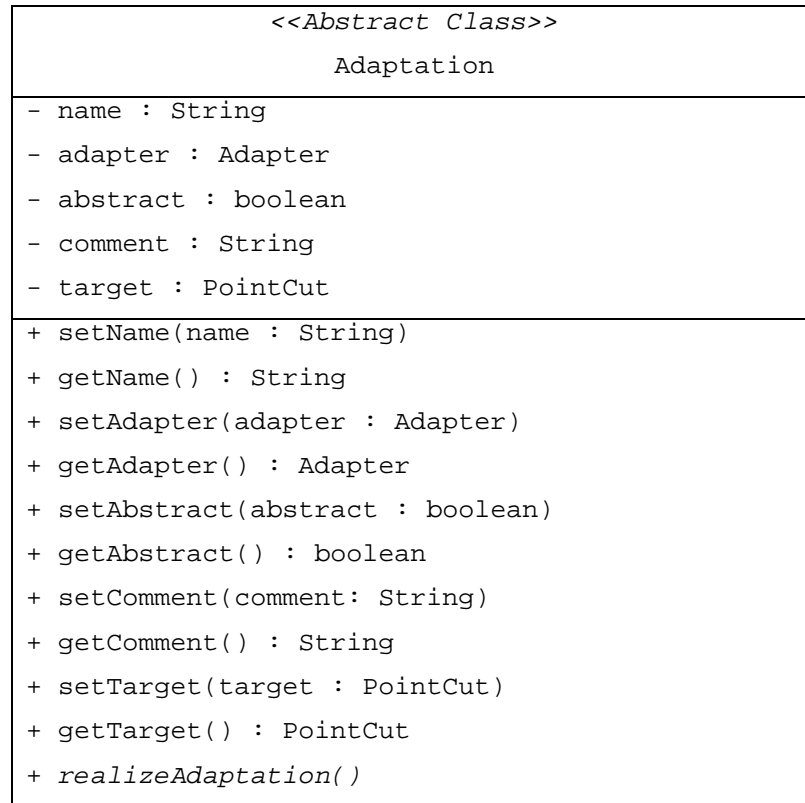 <<Abstract Class>>
Adaptation
- name : String
- adapter : Adapter
- abstract : boolean
- comment : String
- target : PointCut
+ setName(name : String)
+ getName() : String
+ setAdapter(adapter : Adapter)
+ getAdapter() : Adapter
+ setAbstract(abstract : boolean)
+ getAbstract() : boolean
+ setComment(comment: String)
+ getComment() : String
+ setTarget(target : PointCut)
+ getTarget() : PointCut
+ realizeAdaptation()